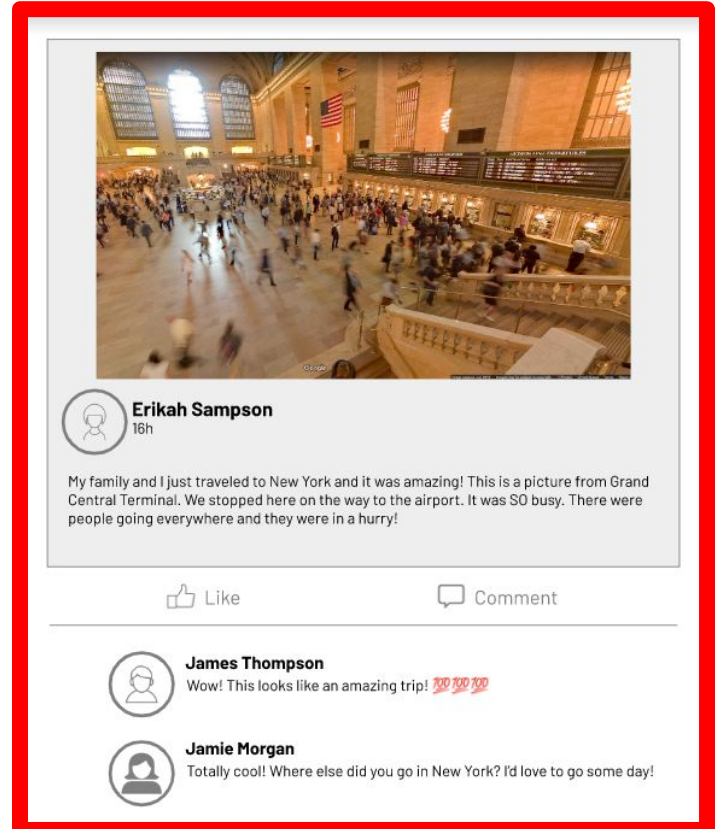 Google
Erikah Sampson
16h
My family and I just traveled to New York and it was amazing! This is a picture from Grand
Central Terminal. We stopped here on the way to the airport. It was SO busy. There were
people going everywhere and they were in a hurry!
Like
Comment
James Thompson
Wow! This looks like an amazing trip! 💯💯💯
Jamie Morgan
Totally cool! Where else did you go in New York? I'd love to go some day!